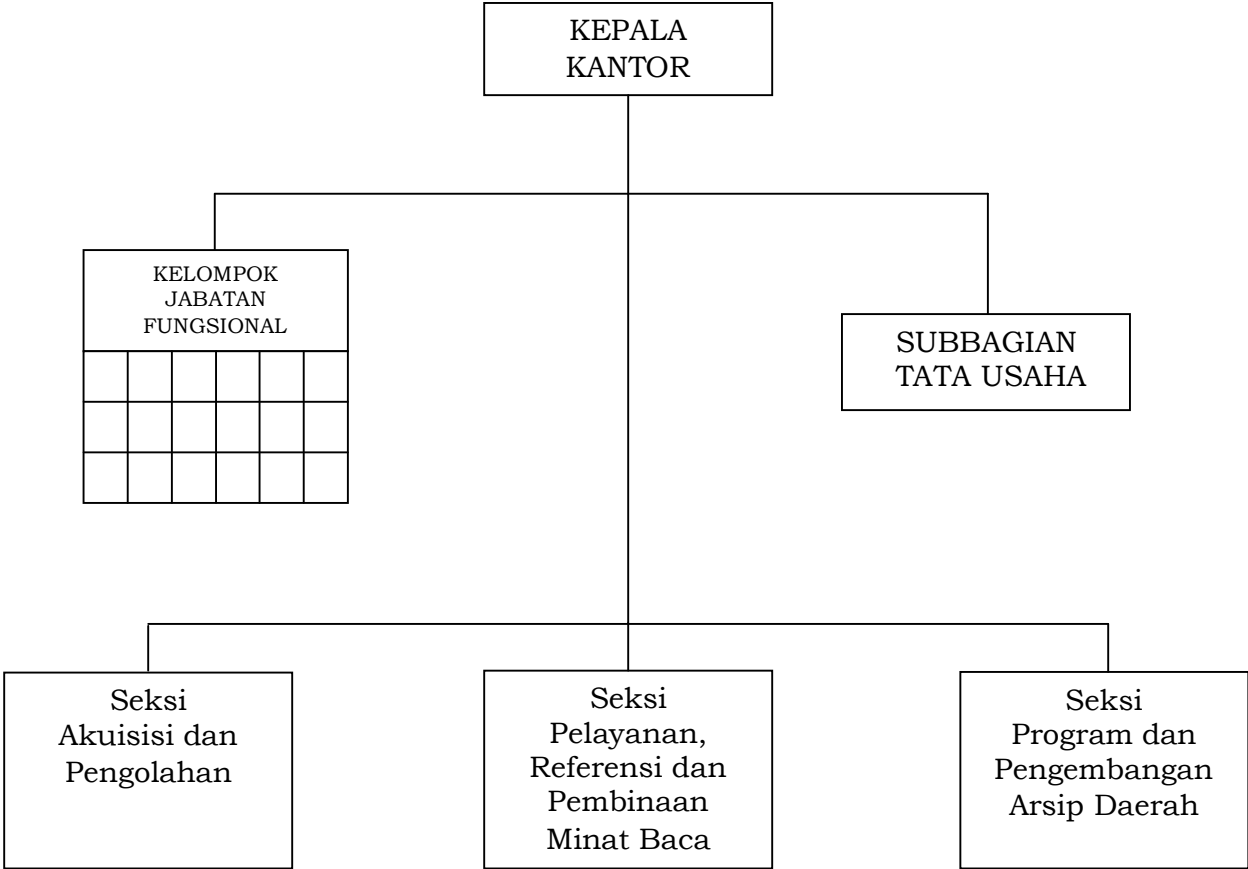 KEPALA
KANTOR
KELOMPOK
JABATAN
FUNGSIONAL
SUBBAGIAN
TATA USAHA
Seksi
Akuisisi dan
Pengolahan
Seksi
Pelayanan,
Referensi dan
Pembinaan
Minat Baca
Seksi
Program dan
Pengembangan
Arsip Daerah